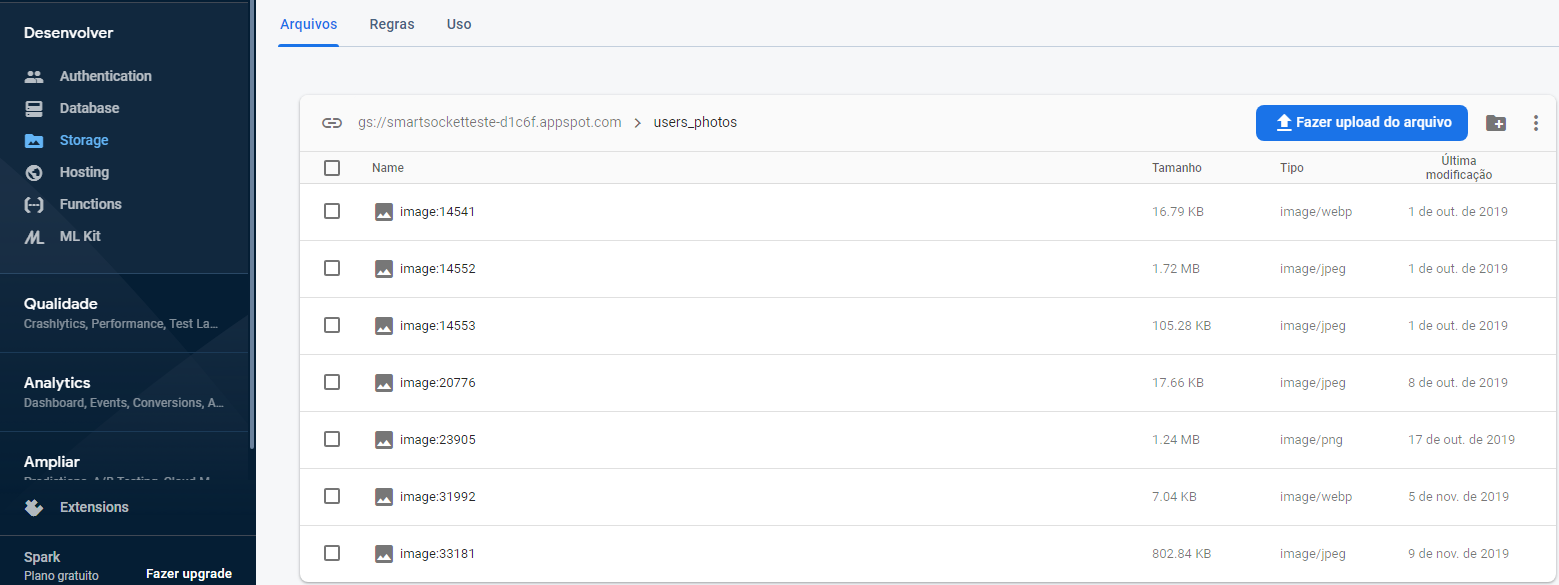 Desenvolver
Authentication
Database
Storage
Hosting
Functions
ML Kit
Qualidade
Crashlytics, Performance, Test La...
Analytics
Dashboard, Events, Conversions, A...
Ampliar
Predictions, A/B Testing, Cloud M...
Extensions
Spark
Plano gratuito
Fazer upgrade
Arquivos Regras Uso
gs://smartsocketteste-d1c6f.appspot.com > users_photos Fazer upload do arquivo
Name Tamanho Tipo Última
modificação
image:14541 16.79 KB image/webp 1 de out. de 2019
image:14552 1.72 MB image/jpeg 1 de out. de 2019
image:14553 105.28 KB image/jpeg 1 de out. de 2019
image:20776 17.66 KB image/jpeg 8 de out. de 2019
image:23905 1.24 MB image/png 17 de out. de 2019
image:31992 7.04 KB image/webp 5 de nov. de 2019
image:33181 802.84 KB image/jpeg 9 de nov. de 2019